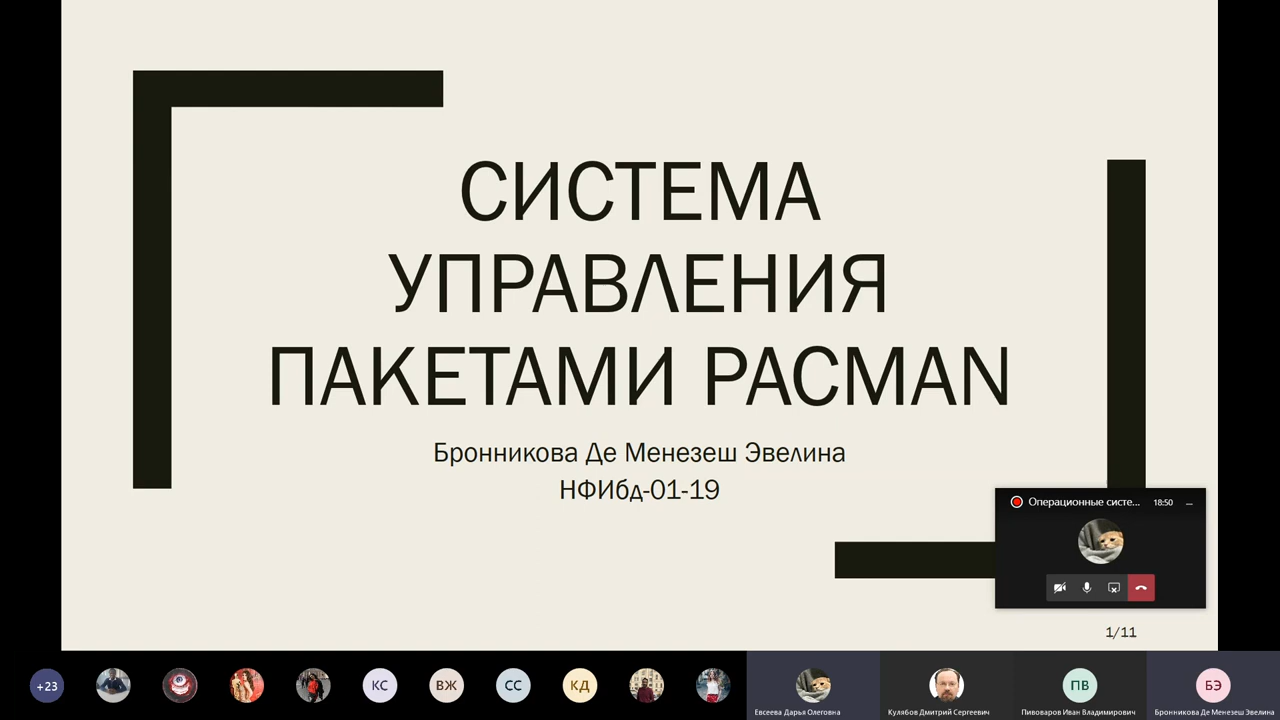 СИСТЕМА
УПРАВЛЕНИЯ
ПАКЕТАМИ PACMAN
Бронникова Де Менезеш Эвелина
НФИбд-01-19
Операционные систе... 18:50
1/11
+23 КС ВЖ СС КД ПВ БЭ
Евсеева Дарья Олеговна Кулябов Дмитрий Сергеевич Пивоваров Иван Владимирович Бронникова Де Менезеш Эвелина